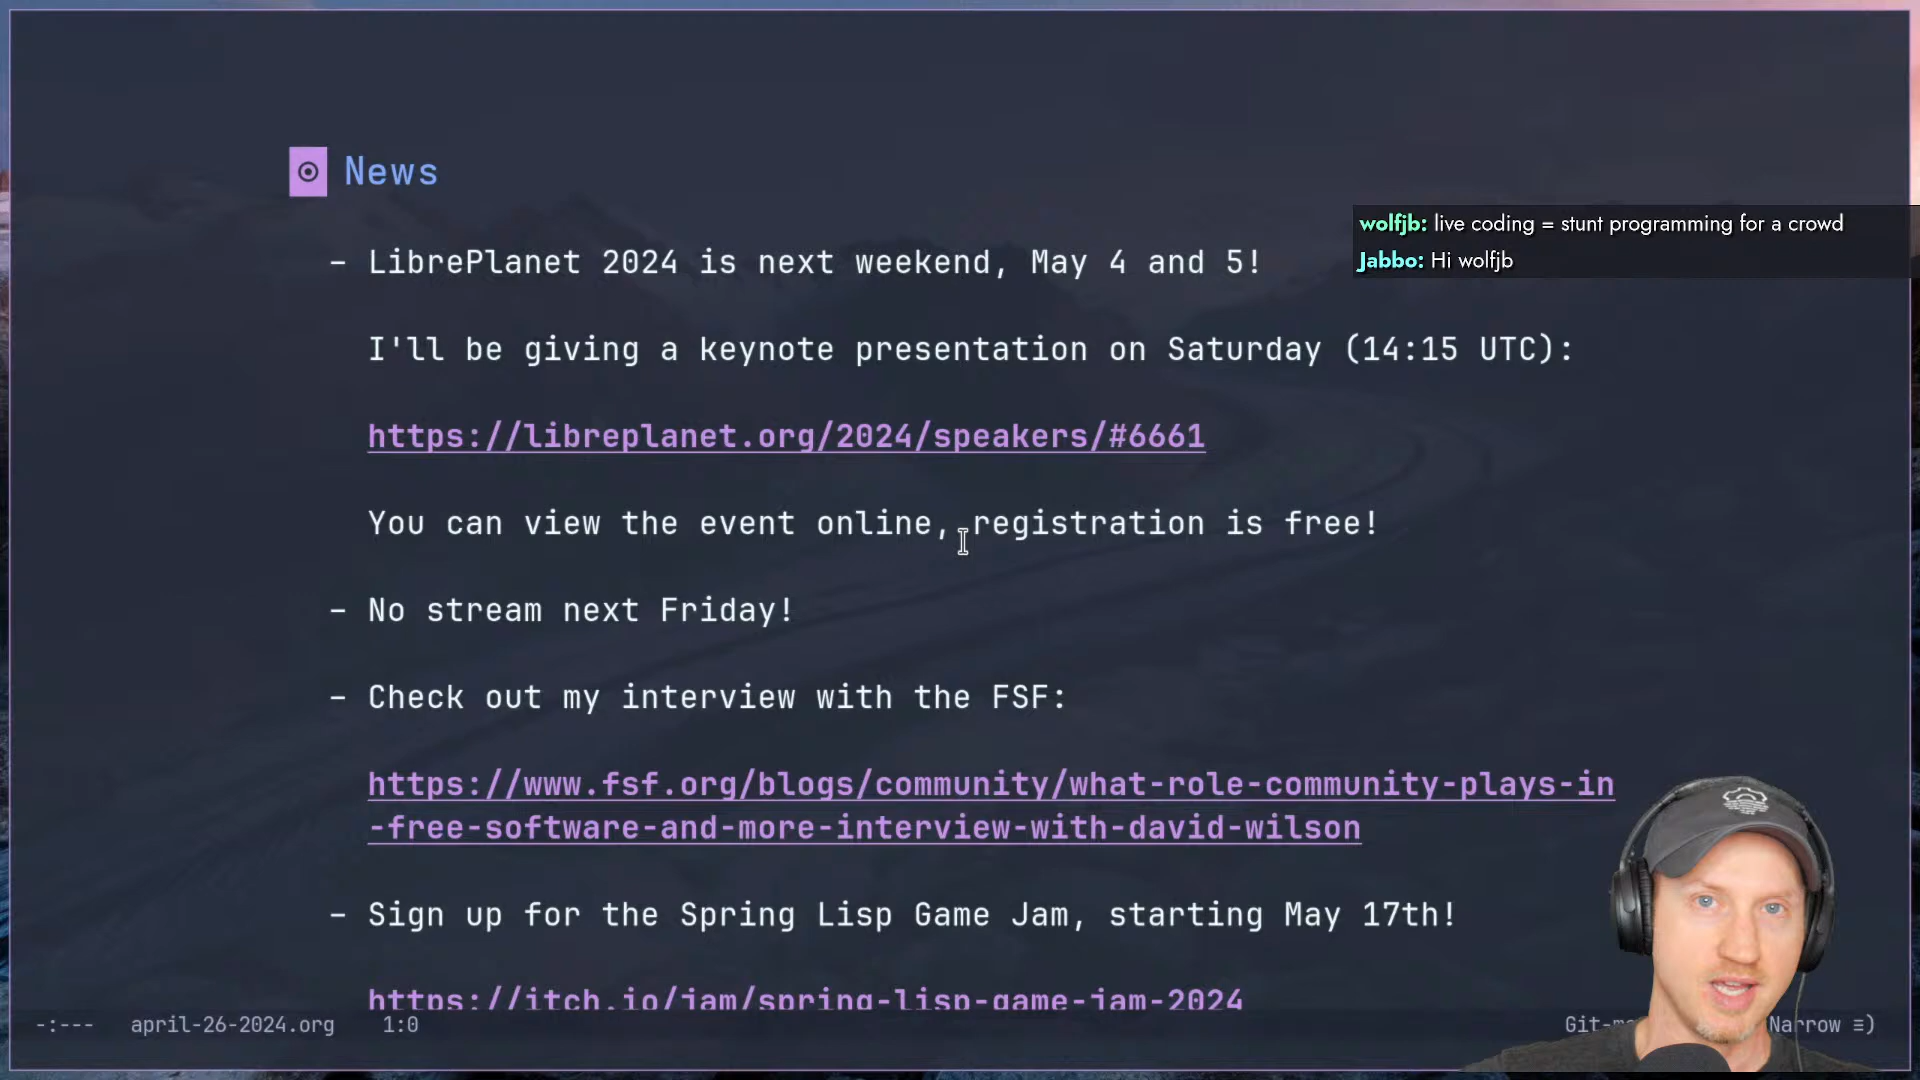 News
wolfjb: live coding = stunt programming for a crowd
Jabbo: Hi wolfjb
- LibrePlanet 2024 is next weekend, May 4 and 5!
I'll be giving a keynote presentation on Saturday (14:15 UTC):
https://libreplanet.org/2024/speakers/#6661
You can view the event online, registration is free!
- No stream next Friday!
- Check out my interview with the FSF:
https://www.fsf.org/blogs/community/what-role-community-plays-in
-free-software-and-more-interview-with-david-wilson
- Sign up for the Spring Lisp Game Jam, starting May 17th!
https://itch.io/jam/spring-lisp-game-jam-2024
-:--- april-26-2024.org 1:0 Narrow ≡)